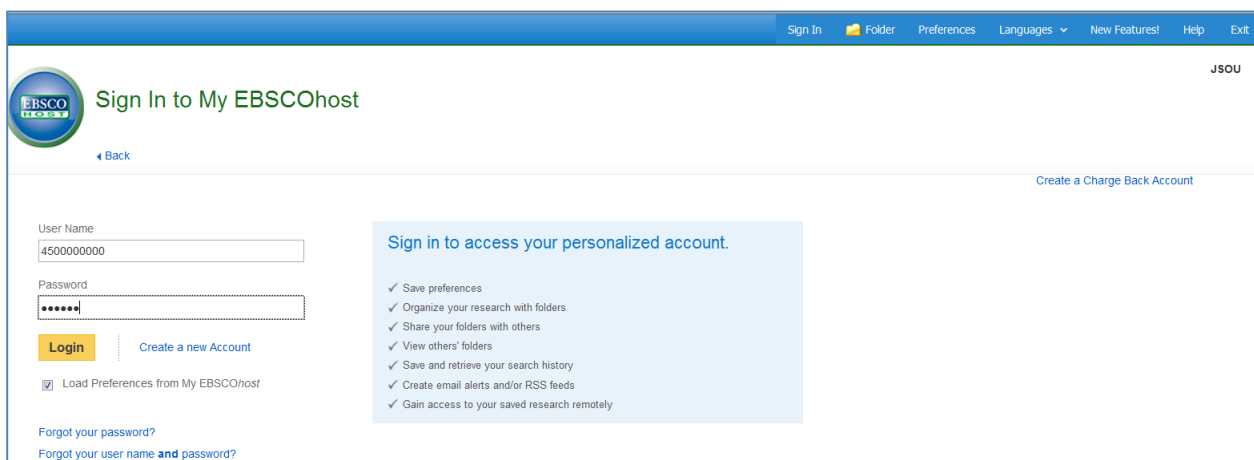 Sign In Folder Preferences Languages New Features! Help Exit
JSOU
EBSCO
HOST
Sign In to My EBSCOhost
Back
Create a Charge Back Account
User Name
4500000000
Password
••••••
Login Create a new Account
Load Preferences from My EBSCOhost
Forgot your password?
Forgot your user name and password?
Sign in to access your personalized account.
✓ Save preferences
✓ Organize your research with folders
✓ Share your folders with others
✓ View others' folders
✓ Save and retrieve your search history
✓ Create email alerts and/or RSS feeds
✓ Gain access to your saved research remotely